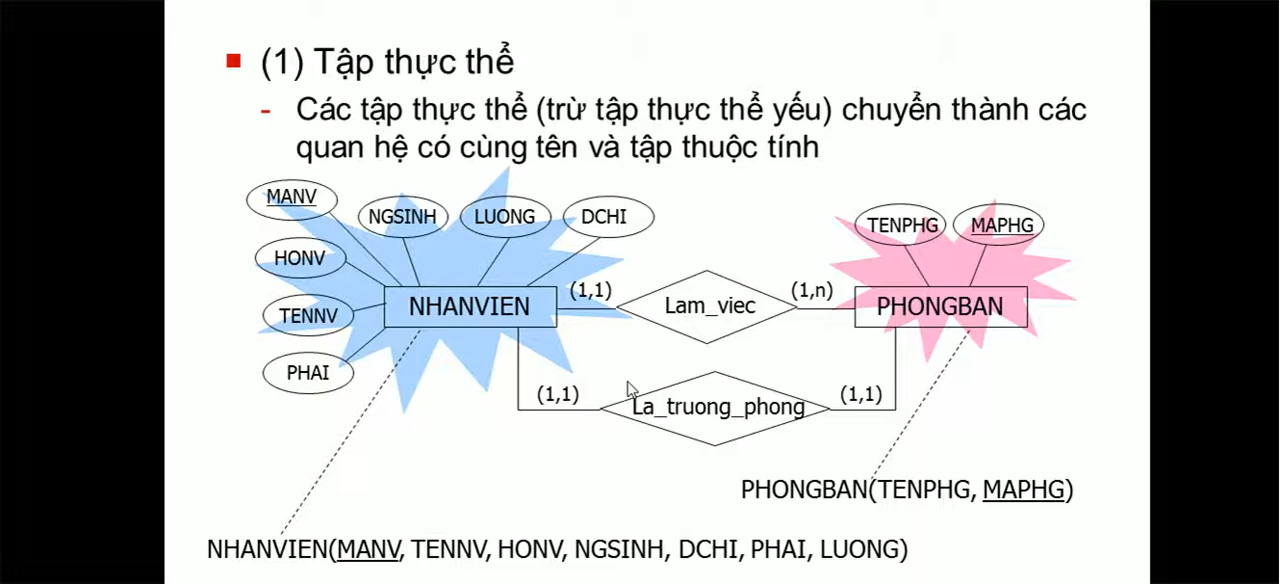 (1) Tập thực thể
- Các tập thực thể (trừ tập thực thể yếu) chuyển thành các
quan hệ có cùng tên và tập thuộc tính
MANV
NGSINH
LUONG
DCHI
TENPHG
MAPHG
HONV
TENNV
PHAI
NHANVIEN
(1,1)
Lam_viec
(1,n)
PHONGBAN
(1,1)
La_truong_phong
(1,1)
PHONGBAN(TENPHG, MAPHG)
NHANVIEN(MANV, TENNV, HONV, NGSINH, DCHI, PHAI, LUONG)